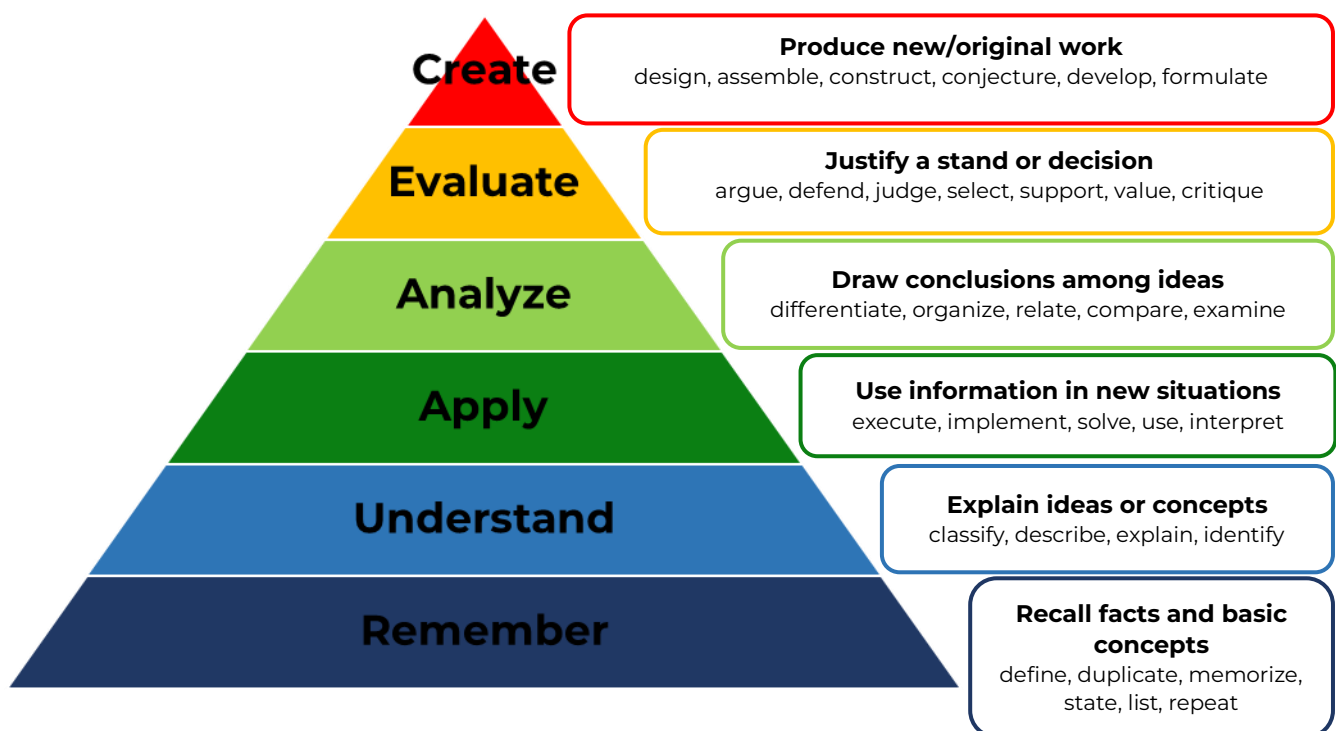 Create
Produce new/original work
design, assemble, construct, conjecture, develop, formulate
Evaluate
Justify a stand or decision
argue, defend, judge, select, support, value, critique
Analyze
Draw conclusions among ideas
differentiate, organize, relate, compare, examine
Apply
Use information in new situations
execute, implement, solve, use, interpret
Understand
Explain ideas or concepts
classify, describe, explain, identify
Remember
Recall facts and basic
concepts
define, duplicate, memorize,
state, list, repeat